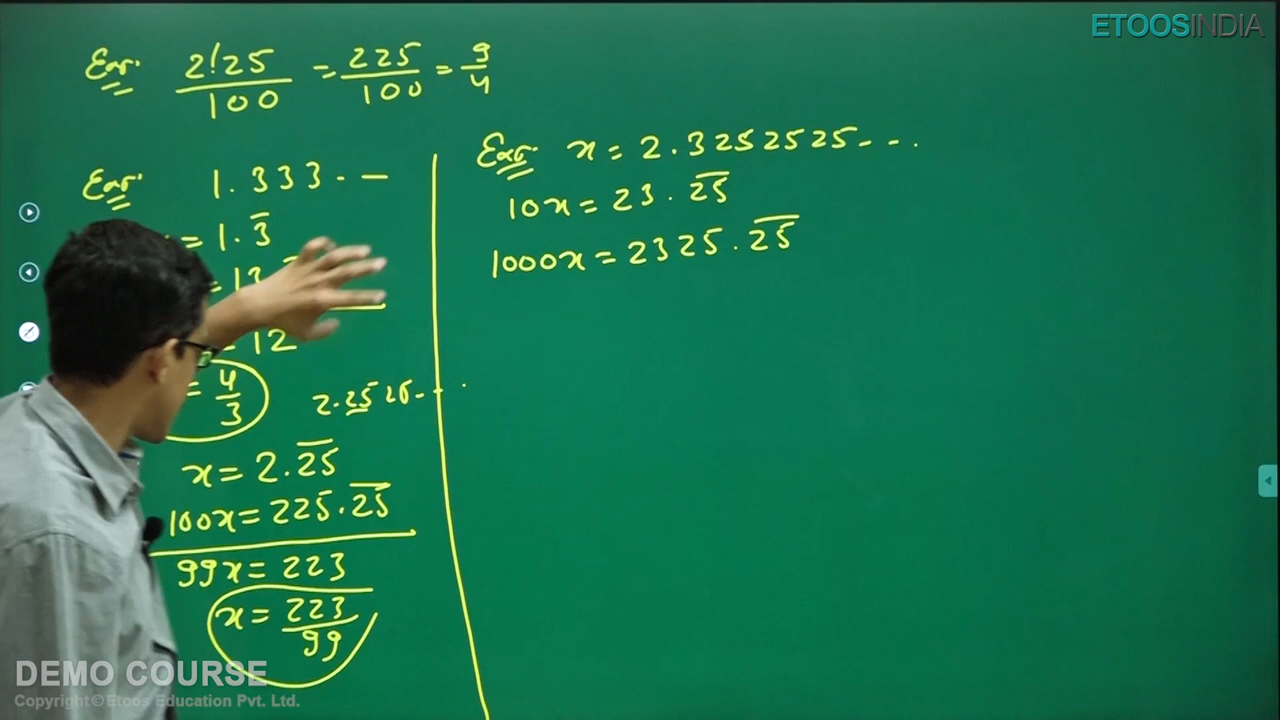 ETOOSINDIA
Ex: 2!25/100 = 225/100 = 9/4
Ex: 1.333.—
= 1.3̅
= 13
= 12
= 4/3
2.2525-- .
x = 2.2̅5̅
100x = 225.2̅5̅
99x = 223
x = 223/99
Ex: x = 2.3252525---.
10x = 23.2̅5̅
1000x = 2325.2̅5̅
DEMO COURSE
Copyright© Etoos Education Pvt. Ltd.